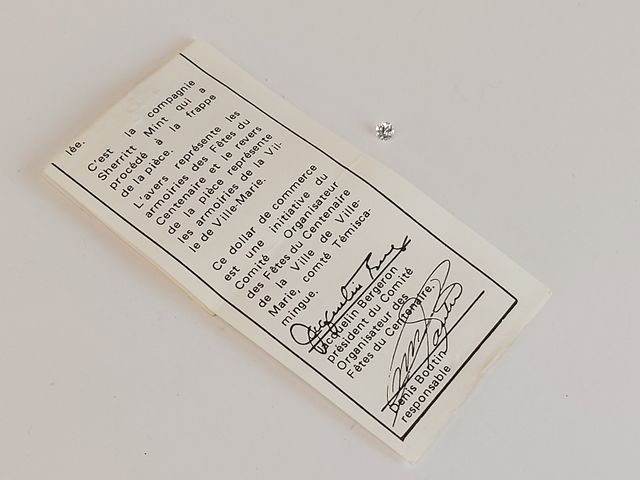 lée.
C'est la compagnie
Sherritt Mint qui a
procédé à la frappe
de la pièce.
L'avers représente les
armoiries des Fêtes du
Centenaire et le revers
de la pièce représente
les armoiries de la Vil-
le de Ville-Marie.
Ce dollar de commerce
est une initiative du
Comité Organisateur
des Fêtes du Centenaire
de la Ville de Ville-
Marie, comté Témisca-
mingue.
Jacquelin Bergeron
président du Comité
Organisateur des
Fêtes du Centenaire,
Denis Boutin
responsable